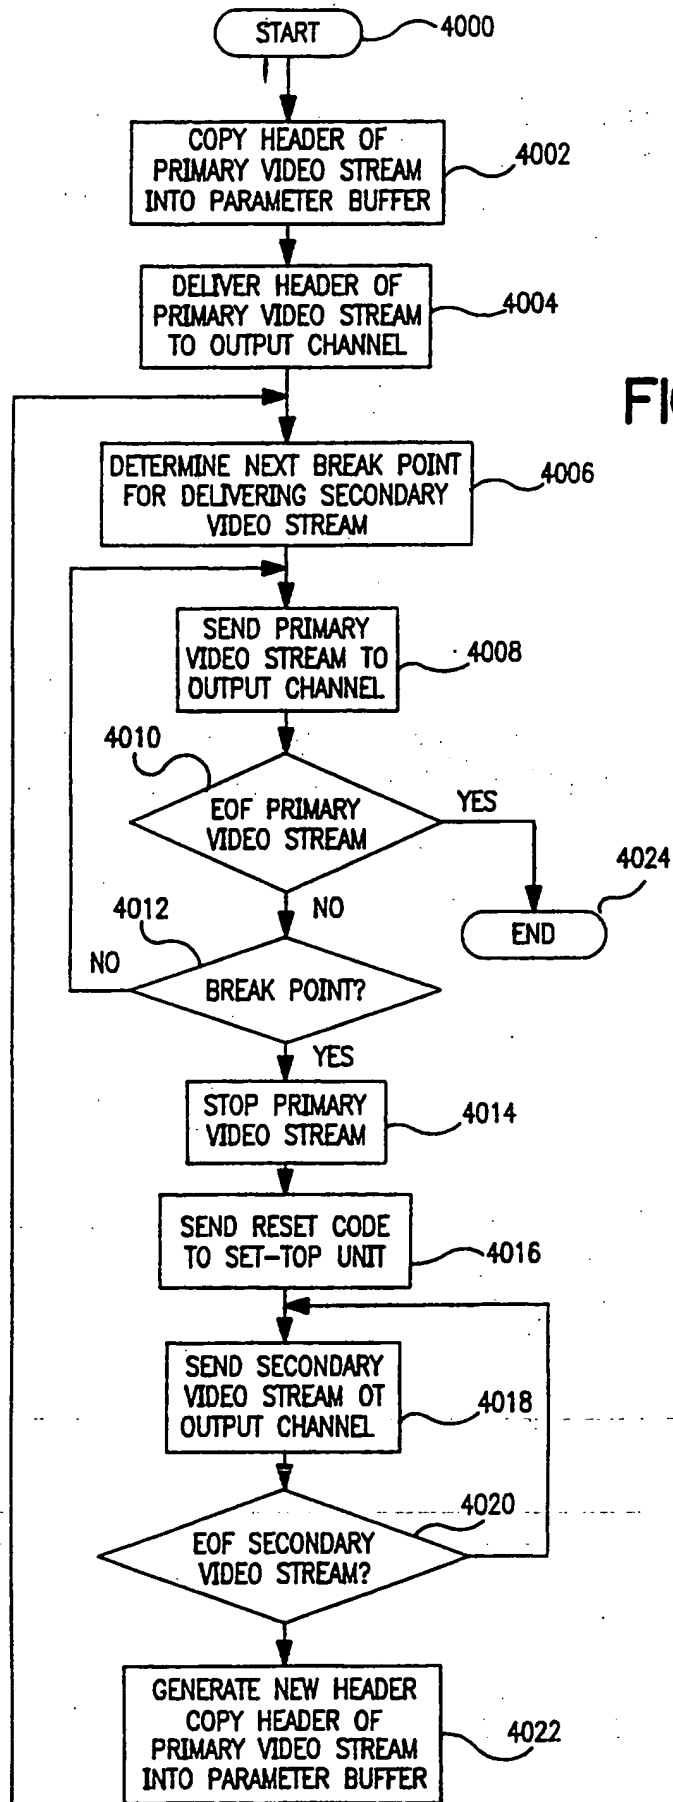 START
4000
COPY HEADER OF
PRIMARY VIDEO STREAM
INTO PARAMETER BUFFER
4002
DELIVER HEADER OF
PRIMARY VIDEO STREAM
TO OUTPUT CHANNEL
4004
DETERMINE NEXT BREAK POINT
FOR DELIVERING SECONDARY
VIDEO STREAM
4006
SEND PRIMARY
VIDEO STREAM TO
OUTPUT CHANNEL
4008
4010
EOF PRIMARY
VIDEO STREAM
YES
4024
END
NO
4012
NO
BREAK POINT?
YES
STOP PRIMARY
VIDEO STREAM
4014
SEND RESET CODE
TO SET-TOP UNIT
4016
SEND SECONDARY
VIDEO STREAM OT
OUTPUT CHANNEL
4018
4020
EOF SECONDARY
VIDEO STREAM?
GENERATE NEW HEADER
COPY HEADER OF
PRIMARY VIDEO STREAM
INTO PARAMETER BUFFER
4022